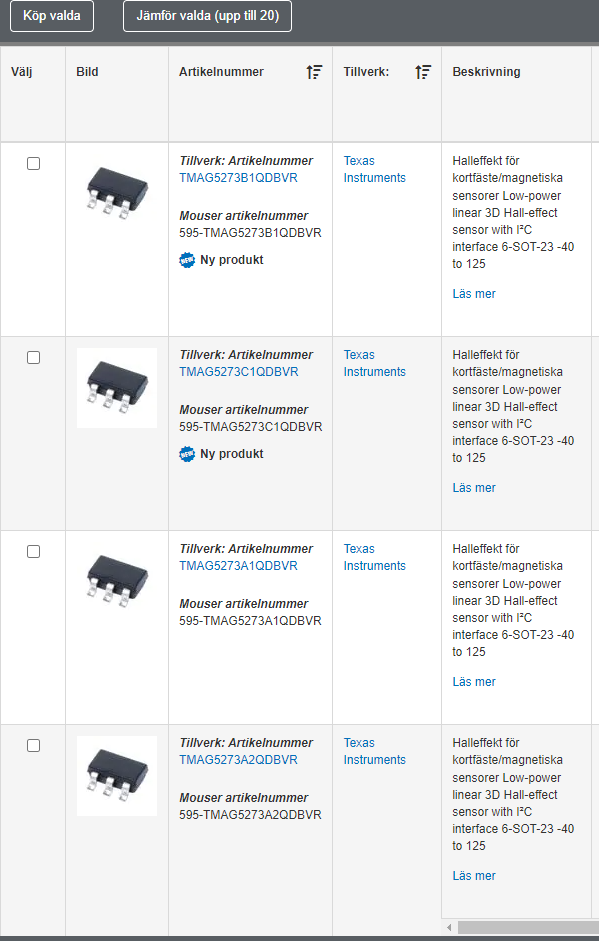 Köp valda
Jämför valda (upp till 20)
Välj
Bild
Artikelnummer
Tillverk:
Beskrivning
Tillverk: Artikelnummer
TMAG5273B1QDBVR
Mouser artikelnummer
595-TMAG5273B1QDBVR
NEW
Ny produkt
Texas
Instruments
Halleffekt för
kortfäste/magnetiska
sensorer Low-power
linear 3D Hall-effect
sensor with I²C
interface 6-SOT-23 -40
to 125
Läs mer
Tillverk: Artikelnummer
TMAG5273C1QDBVR
Mouser artikelnummer
595-TMAG5273C1QDBVR
NEW
Ny produkt
Texas
Instruments
Halleffekt för
kortfäste/magnetiska
sensorer Low-power
linear 3D Hall-effect
sensor with I²C
interface 6-SOT-23 -40
to 125
Läs mer
Tillverk: Artikelnummer
TMAG5273A1QDBVR
Mouser artikelnummer
595-TMAG5273A1QDBVR
Texas
Instruments
Halleffekt för
kortfäste/magnetiska
sensorer Low-power
linear 3D Hall-effect
sensor with I²C
interface 6-SOT-23 -40
to 125
Läs mer
Tillverk: Artikelnummer
TMAG5273A2QDBVR
Mouser artikelnummer
595-TMAG5273A2QDBVR
Texas
Instruments
Halleffekt för
kortfäste/magnetiska
sensorer Low-power
linear 3D Hall-effect
sensor with I²C
interface 6-SOT-23 -40
to 125
Läs mer